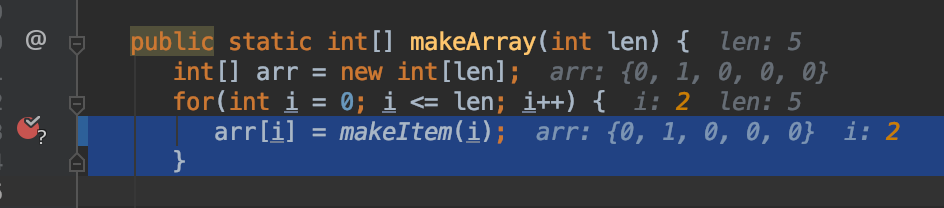 @ public static int[] makeArray(int len) { len: 5
int[] arr = new int[len]; arr: {0, 1, 0, 0, 0}
for(int i = 0; i <= len; i++) { i: 2 len: 5
? arr[i] = makeItem(i); arr: {0, 1, 0, 0, 0} i: 2
}